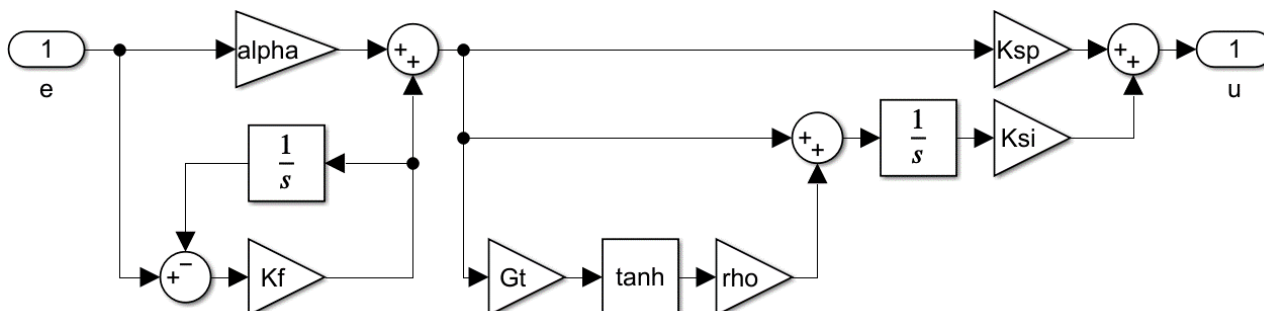 1
e
alpha
+
+
Ksp
+
+
1
u
1
s
+
+
1
s
Ksi
+
−
Kf
Gt
tanh
rho